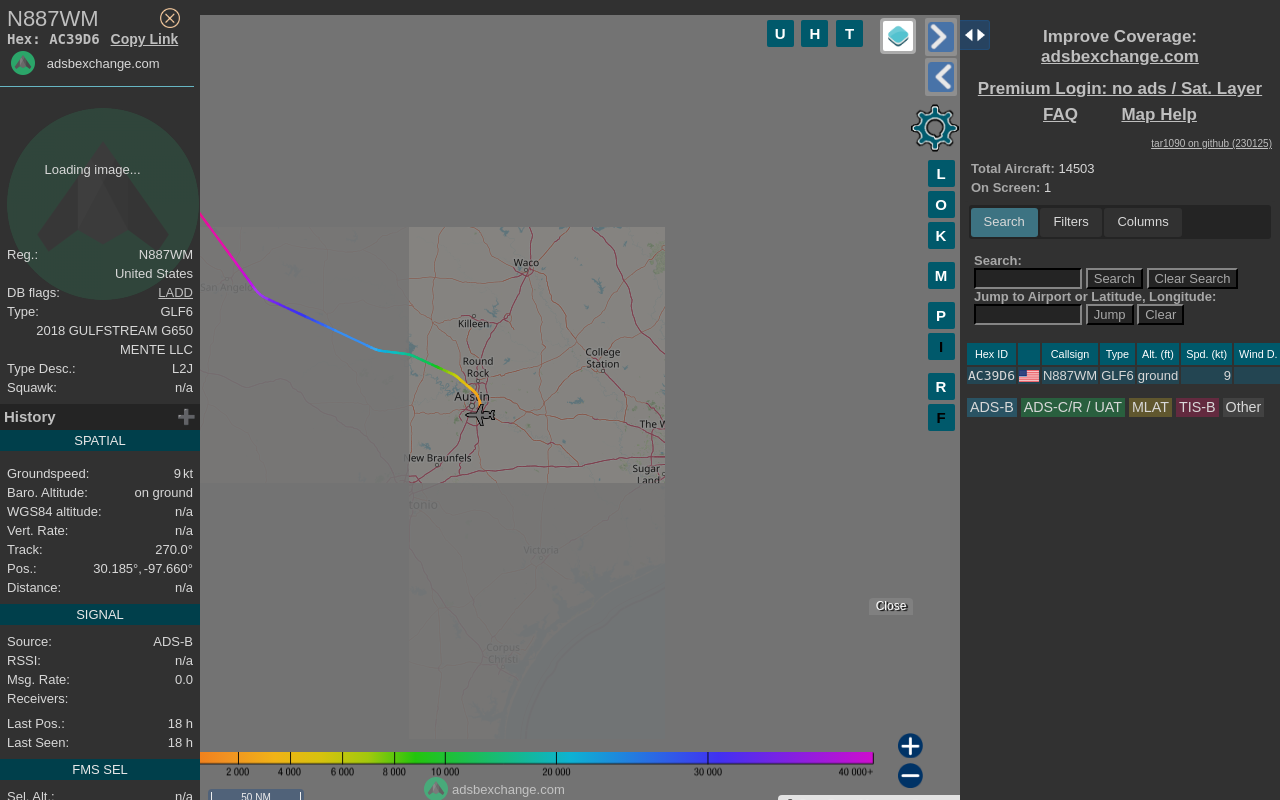 N887WM
Hex: AC39D6 Copy Link
adsbexchange.com
Loading image...
Reg.: N887WM
United States
DB flags: LADD
Type: GLF6
2018 GULFSTREAM G650
MENTE LLC
Type Desc.: L2J
Squawk: n/a
History
SPATIAL
Groundspeed: 9 kt
Baro. Altitude: on ground
WGS84 altitude: n/a
Vert. Rate: n/a
Track: 270.0°
Pos.: 30.185°, -97.660°
Distance: n/a
SIGNAL
Source: ADS-B
RSSI: n/a
Msg. Rate: 0.0
Receivers:
Last Pos.: 18 h
Last Seen: 18 h
FMS SEL
Sel. Alt.: n/a
U H T
L
O
K
M
P
I
R
F
San Angelo
Waco
Killeen
College
Station
Round
Rock
Austin
The W
New Braunfels
Sugar
Land
tonio
Victoria
Corpus
Christi
Close
2 000 4 000 6 000 8 000 10 000 20 000 30 000 40 000+
adsbexchange.com
50 NM
Improve Coverage:
adsbexchange.com
Premium Login: no ads / Sat. Layer
FAQ Map Help
tar1090 on github (230125)
Total Aircraft: 14503
On Screen: 1
Search Filters Columns
Search:
Search Clear Search
Jump to Airport or Latitude, Longitude:
Jump Clear
Hex ID Callsign Type Alt. (ft) Spd. (kt) Wind D.
AC39D6 N887WM GLF6 ground 9
ADS-B ADS-C/R / UAT MLAT TIS-B Other